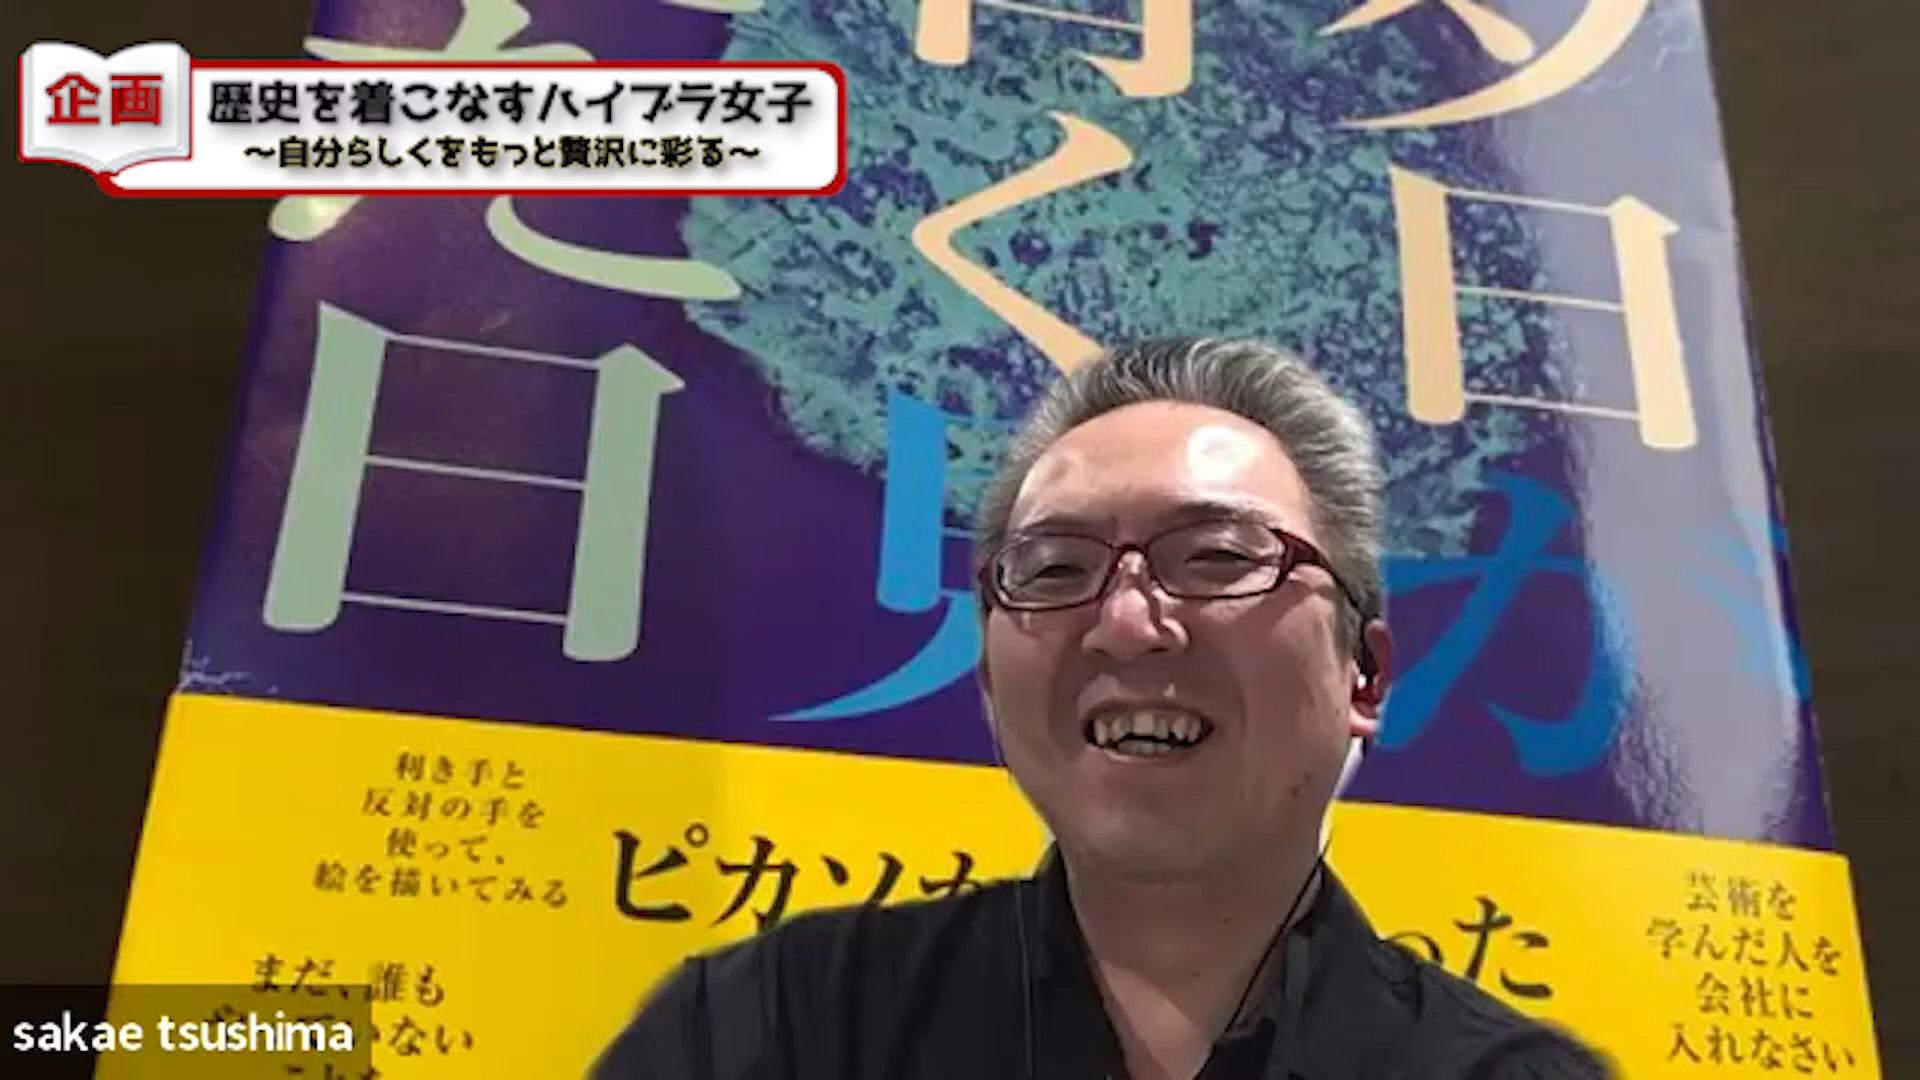 企画
歴史を着こなすハイブラ女子
～自分らしくをもっと贅沢に彩る～
く
日
日
利き手と
反対の手を
使って、
絵を描いてみる
ピカソ
った
芸術を
学んだ人を
会社に
入れなさい
まだ、誰も
ない
sakae tsushima